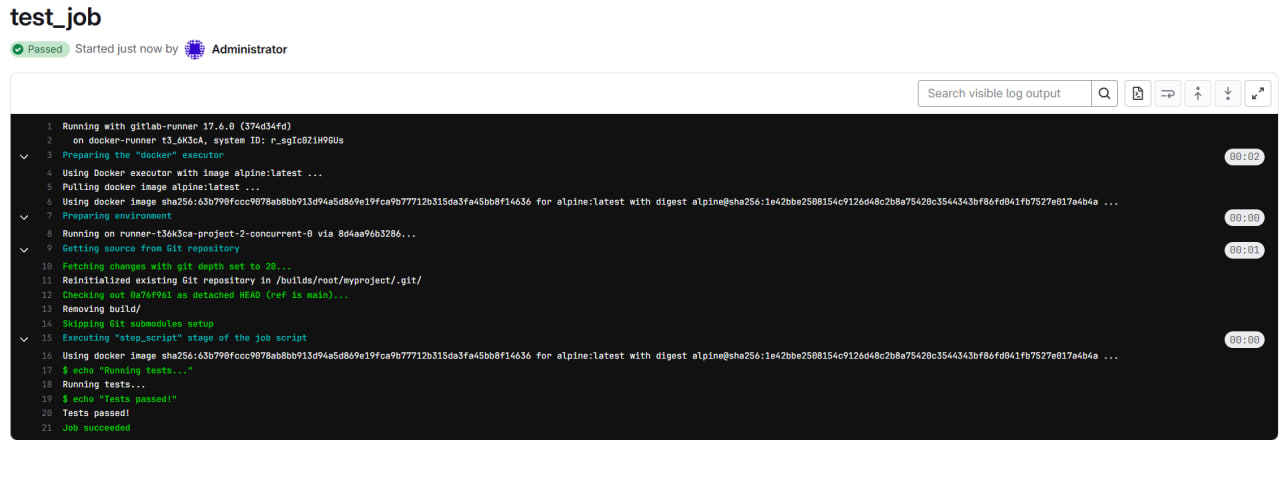 test_job
Passed Started just now by Administrator
Search visible log output
1 Running with gitlab-runner 17.6.0 (374d34fd)
2 on docker-runner t3_6K3cA, system ID: r_sgIc0ZiH9GUs
3 Preparing the "docker" executor 00:02
4 Using Docker executor with image alpine:latest ...
5 Pulling docker image alpine:latest ...
6 Using docker image sha256:63b790fccc9078ab8bb913d94a5d869e19fca9b77712b315da3fa45bb8f14636 for alpine:latest with digest alpine@sha256:1e42bbe2508154c9126d48c2b8a75420c3544343bf86fd041fb7527e017a4b4a ...
7 Preparing environment 00:00
8 Running on runner-t36k3ca-project-2-concurrent-0 via 8d4aa96b3286...
9 Getting source from Git repository 00:01
10 Fetching changes with git depth set to 20...
11 Reinitialized existing Git repository in /builds/root/myproject/.git/
12 Checking out 0a76f961 as detached HEAD (ref is main)...
13 Removing build/
14 Skipping Git submodules setup
15 Executing "step_script" stage of the job script 00:00
16 Using docker image sha256:63b790fccc9078ab8bb913d94a5d869e19fca9b77712b315da3fa45bb8f14636 for alpine:latest with digest alpine@sha256:1e42bbe2508154c9126d48c2b8a75420c3544343bf86fd041fb7527e017a4b4a ...
17 $ echo "Running tests..."
18 Running tests...
19 $ echo "Tests passed!"
20 Tests passed!
21 Job succeeded